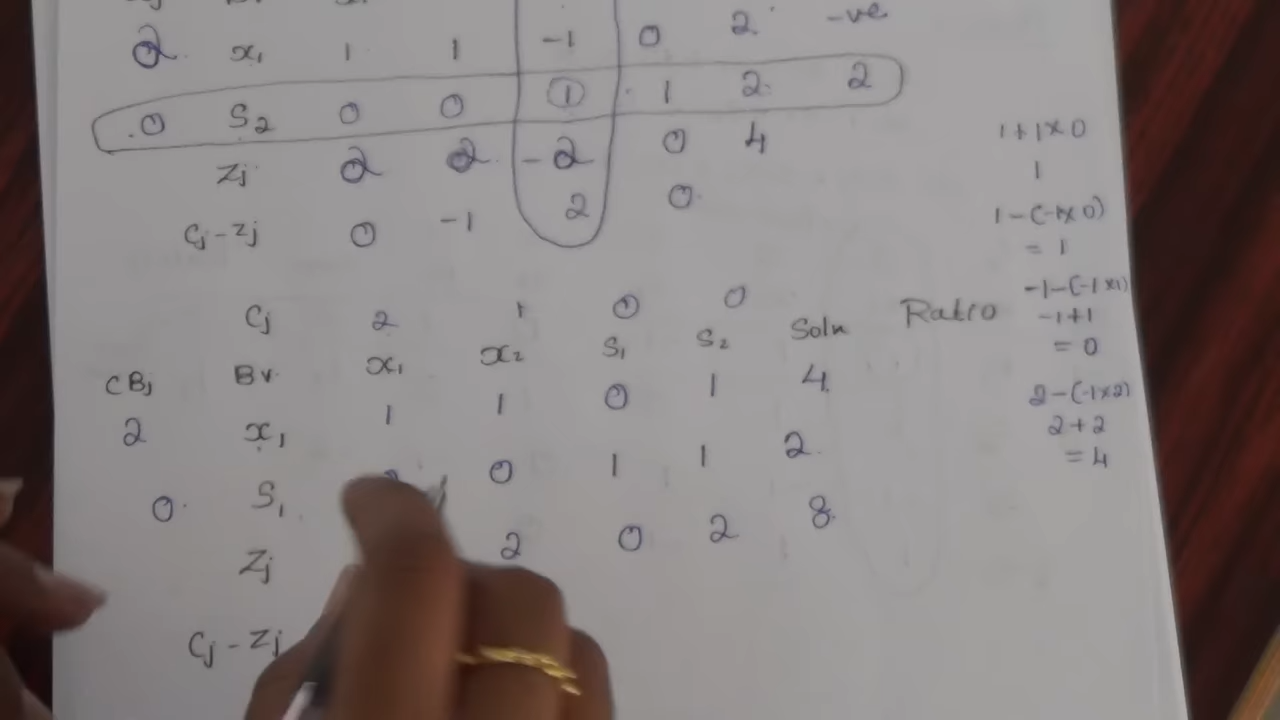 2 x1 1 1 -1 0 2 -ve
0 S2 0 0 1 1 2 2
Zj 2 2 -2 0 4
Cj-Zj 0 -1 2 0
Cj 2 1 0 0
CBj Bv x1 x2 S1 S2 Soln Ratio
2 x1 1 1 0 1 4
0 S1 0 1 1 2
Zj 2 0 2 8
Cj-Zj
1+1×0
1
1-(-1×0)
= 1
-1-(-1×1)
-1+1
= 0
2-(-1×2)
2+2
= 4